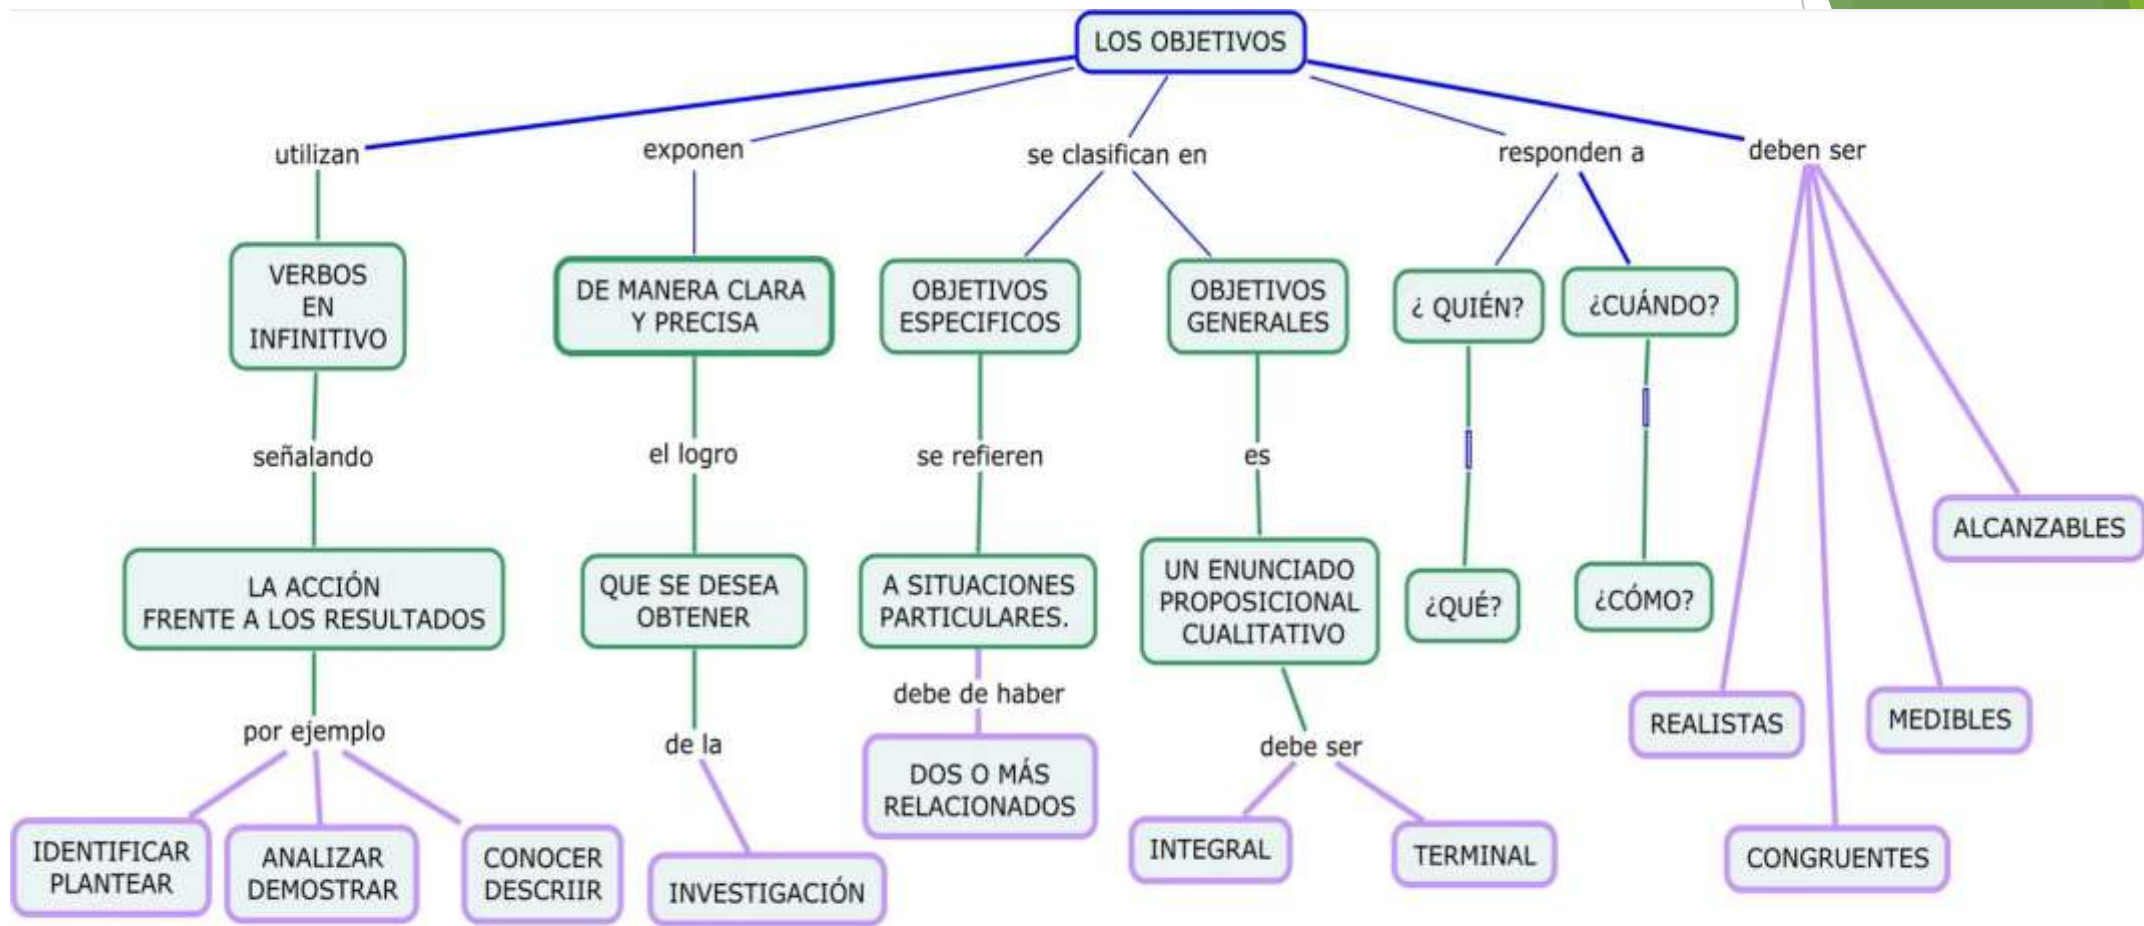 LOS OBJETIVOS
utilizan
exponen
se clasifican en
responden a
deben ser
VERBOS
EN
INFINITIVO
DE MANERA CLARA
Y PRECISA
OBJETIVOS
ESPECIFICOS
OBJETIVOS
GENERALES
¿ QUIÉN?
¿CUÁNDO?
señalando
el logro
se refieren
es
ALCANZABLES
LA ACCIÓN
FRENTE A LOS RESULTADOS
QUE SE DESEA
OBTENER
A SITUACIONES
PARTICULARES.
UN ENUNCIADO
PROPOSICIONAL
CUALITATIVO
¿QUÉ?
¿CÓMO?
debe de haber
REALISTAS
MEDIBLES
por ejemplo
de la
debe ser
DOS O MÁS
RELACIONADOS
IDENTIFICAR
PLANTEAR
ANALIZAR
DEMOSTRAR
CONOCER
DESCRIIR
INVESTIGACIÓN
INTEGRAL
TERMINAL
CONGRUENTES